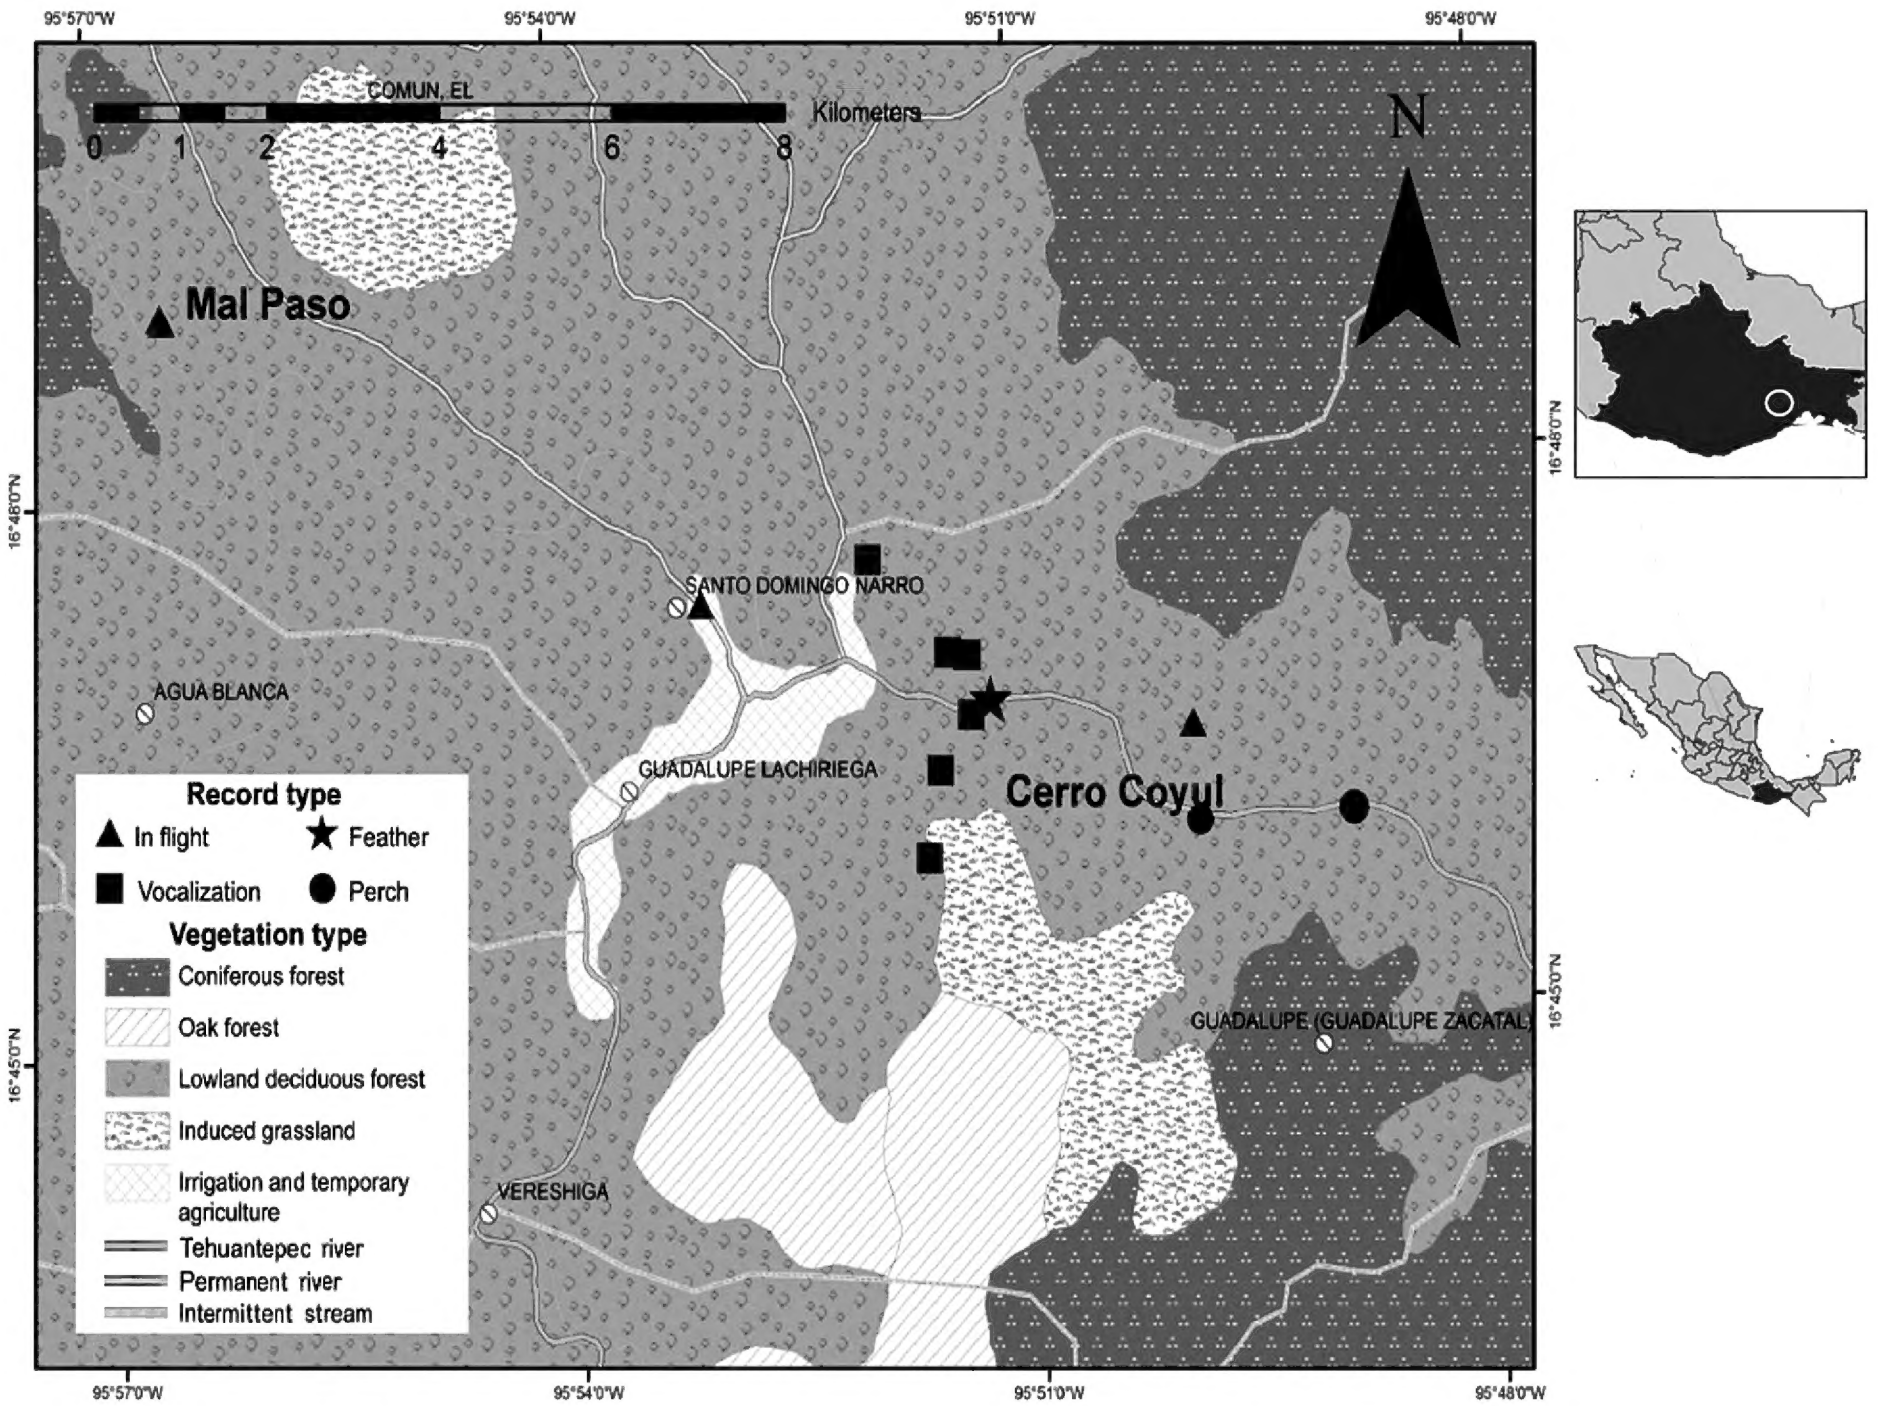 95°57'0"W 95°54'0"W 95°51'0"W 95°48'0"W
COMUN, EL
Kilometers
0 1 2 4 6 8
N
Mal Paso
16°48'0"N
16°48'0"N
SANTO DOMINGO NARRO
AGUA BLANCA
GUADALUPE LACHIRIEGA
Cerro Coyul
Record type
In flight Feather
Vocalization Perch
Vegetation type
Coniferous forest
Oak forest
Lowland deciduous forest
Induced grassland
Irrigation and temporary
agriculture
Tehuantepec river
Permanent river
Intermittent stream
16°45'0"N
16°45'0"N
GUADALUPE (GUADALUPE ZACATAL)
VERESHIGA
95°57'0"W 95°54'0"W 95°51'0"W 95°48'0"W